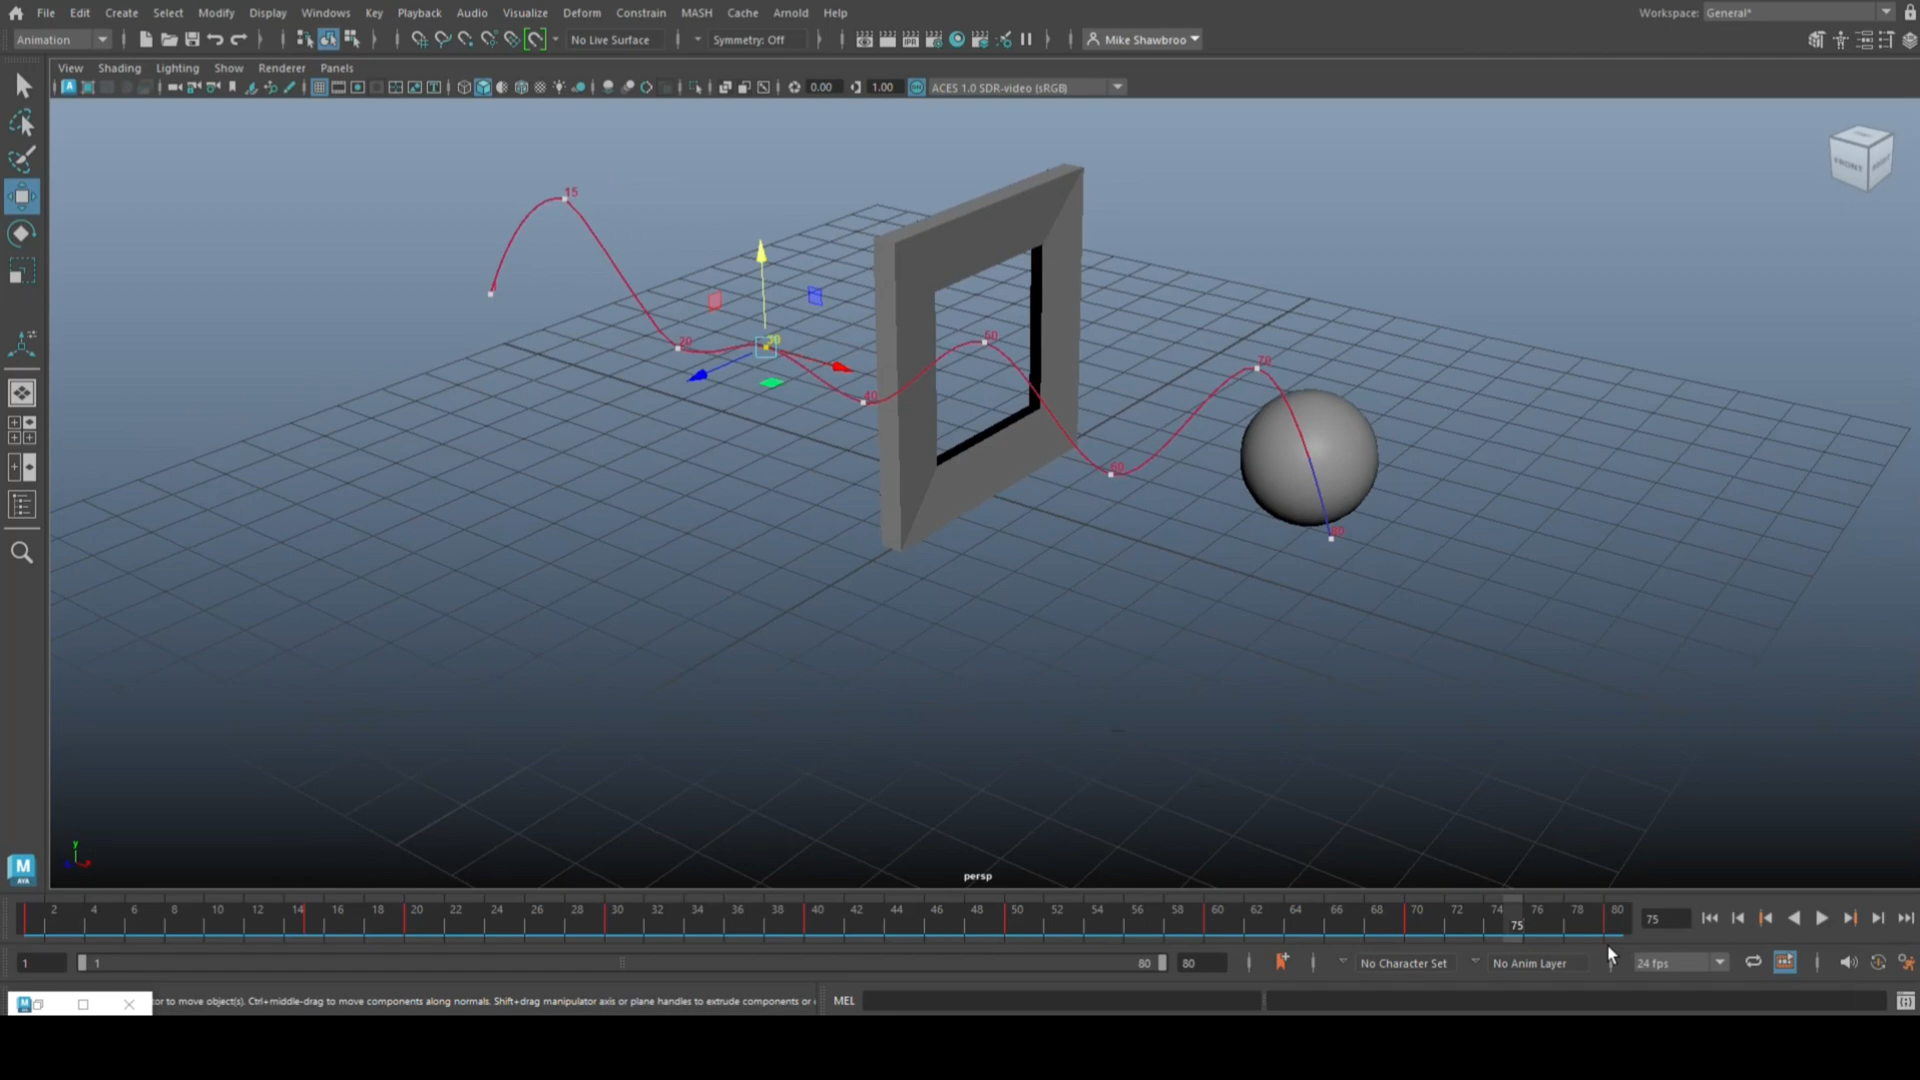 File Edit Create Select Modify Display Windows Key Playback Audio Visualize Deform Constrain MASH Cache Arnold Help Workspace: General*
Animation No Live Surface Symmetry: Off Mike Shawbroo
View Shading Lighting Show Renderer Panels
0.00 1.00 ACES 1.0 SDR-video (sRGB)
FRONT RIGHT
15
20 30 40 50 60 70 80
y
persp
2 4 6 8 10 12 14 16 18 20 22 24 26 28 30 32 34 36 38 40 42 44 46 48 50 52 54 56 58 60 62 64 66 68 70 72 74 76 78 80
75
75
1 1 80 80 No Character Set No Anim Layer 24 fps
M
AYA
tor to move object(s). Ctrl+middle-drag to move components along normals. Shift+drag manipulator axis or plane handles to extrude components or
MEL